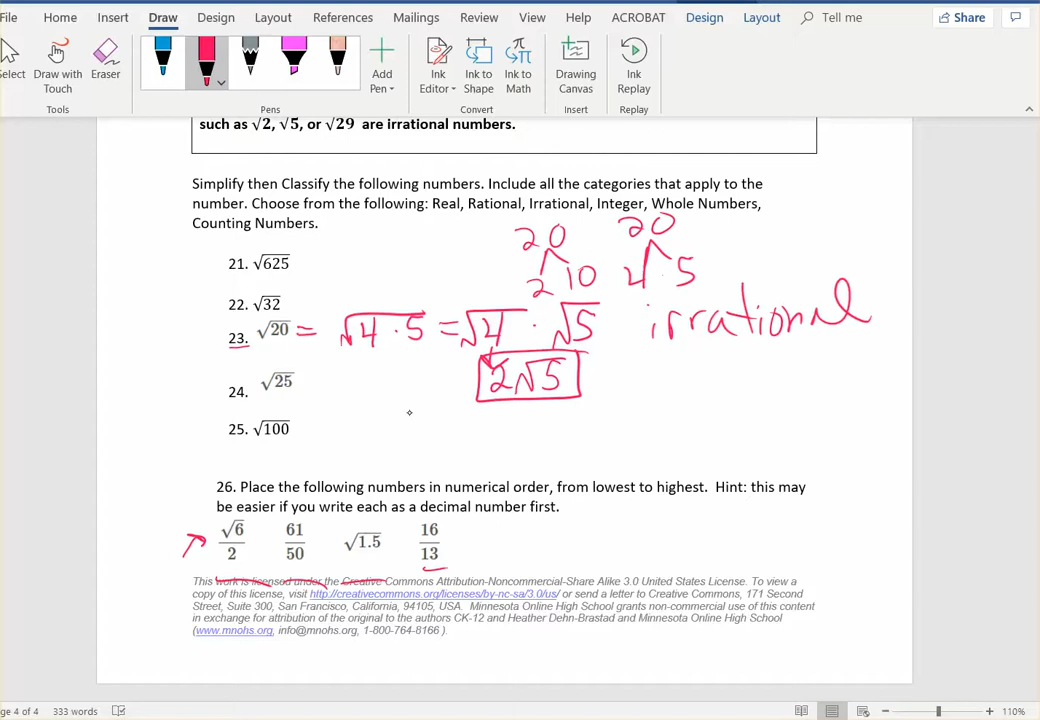 File Home Insert Draw Design Layout References Mailings Review View Help ACROBAT Design Layout Tell me Share
Select Draw with Touch Eraser Add Pen Ink Editor Ink to Shape Ink to Math Drawing Canvas Ink Replay
Tools Pens Convert Insert Replay
such as √2, √5, or √29 are irrational numbers.
Simplify then Classify the following numbers. Include all the categories that apply to the
number. Choose from the following: Real, Rational, Irrational, Integer, Whole Numbers,
Counting Numbers.
20 20
21. √625
2 10 4 5
22. √32
23. √20 = √4 · 5 = √4 · √5 irrational
2√5
24. √25
25. √100
26. Place the following numbers in numerical order, from lowest to highest. Hint: this may
be easier if you write each as a decimal number first.
√6/2 61/50 √1.5 16/13
This work is licensed under the Creative Commons Attribution-Noncommercial-Share Alike 3.0 United States License. To view a
copy of this license, visit http://creativecommons.org/licenses/by-nc-sa/3.0/us/ or send a letter to Creative Commons, 171 Second
Street, Suite 300, San Francisco, California, 94105, USA. Minnesota Online High School grants non-commercial use of this content
in exchange for attribution of the original to the authors CK-12 and Heather Dehn-Brastad and Minnesota Online High School
(www.mnohs.org, info@mnohs.org, 1-800-764-8166 ).
age 4 of 4 333 words 110%